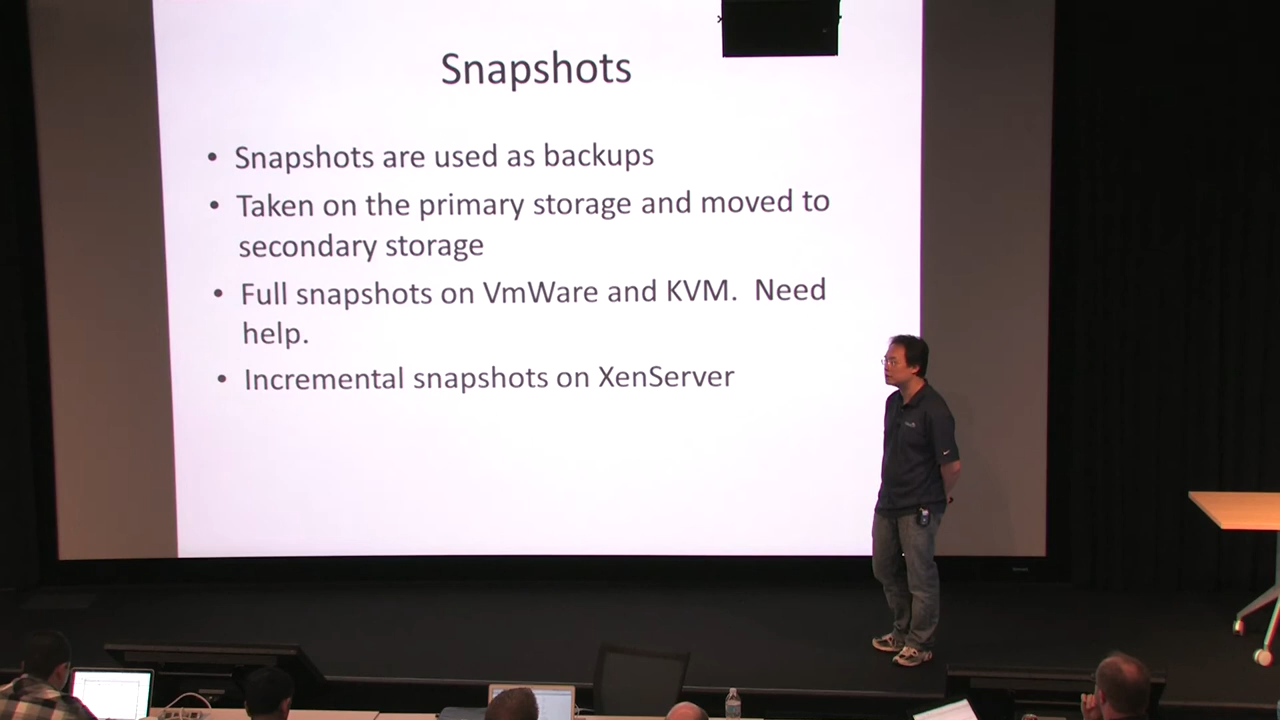 Snapshots
• Snapshots are used as backups
• Taken on the primary storage and moved to
secondary storage
• Full snapshots on VmWare and KVM.  Need
help.
• Incremental snapshots on XenServer